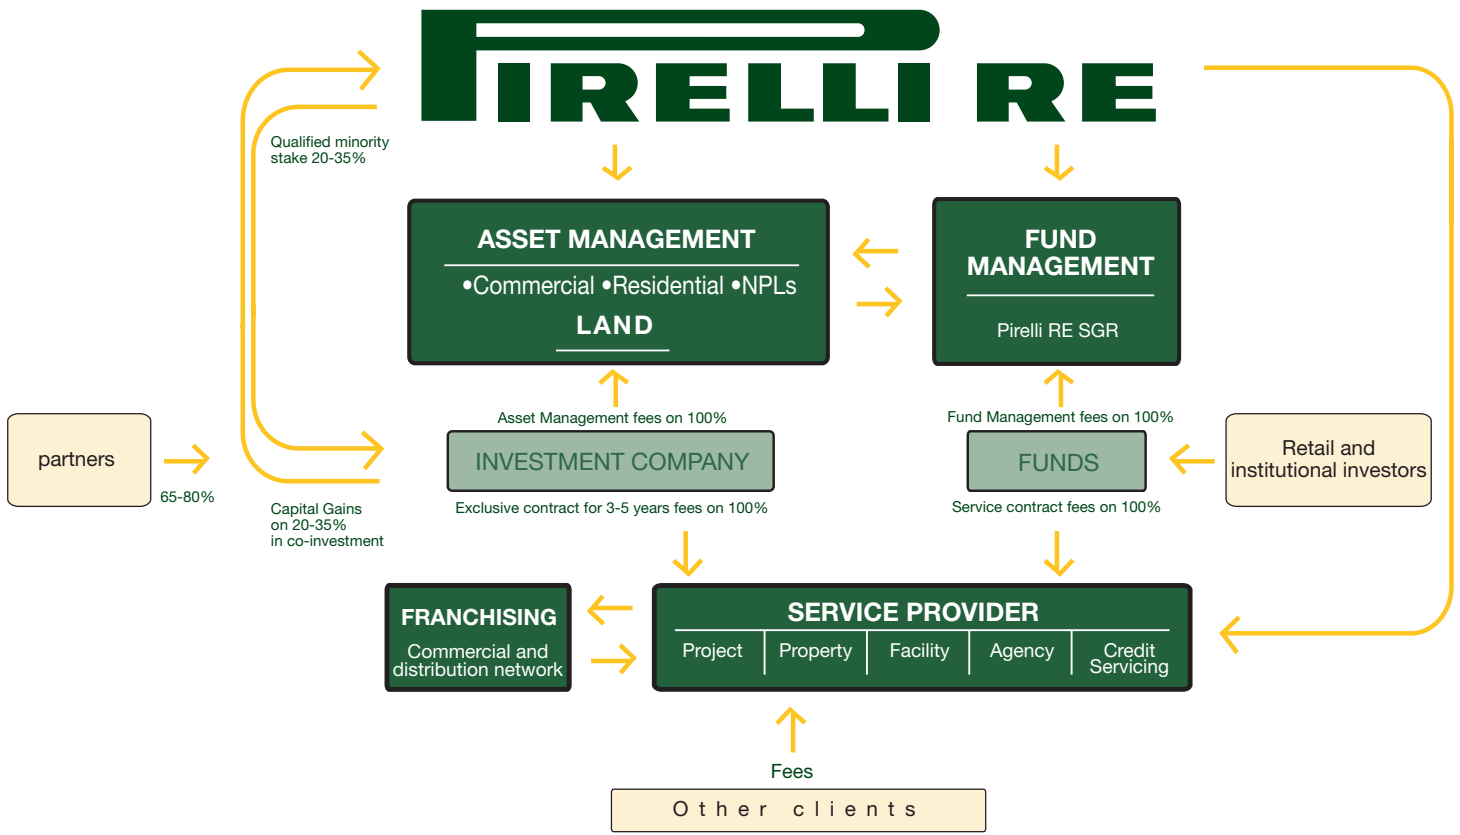 PIRELLI RE
Qualified minority
stake 20-35%
ASSET MANAGEMENT
•Commercial •Residential •NPLs
LAND
FUND
MANAGEMENT
Pirelli RE SGR
Asset Management fees on 100%
INVESTMENT COMPANY
Exclusive contract for 3-5 years fees on 100%
Fund Management fees on 100%
FUNDS
Service contract fees on 100%
Retail and
institutional investors
partners
65-80%
Capital Gains
on 20-35%
in co-investment
FRANCHISING
Commercial and
distribution network
SERVICE PROVIDER
Project Property Facility Agency Credit
Servicing
Fees
Other clients